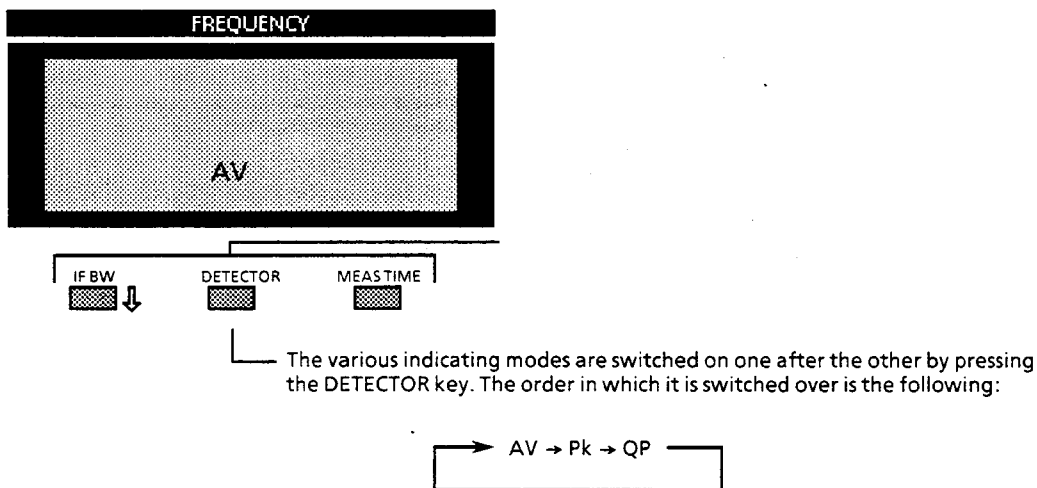 FREQUENCY
AV
IF BW DETECTOR MEAS TIME
The various indicating modes are switched on one after the other by pressing
the DETECTOR key. The order in which it is switched over is the following:
AV → Pk → QP